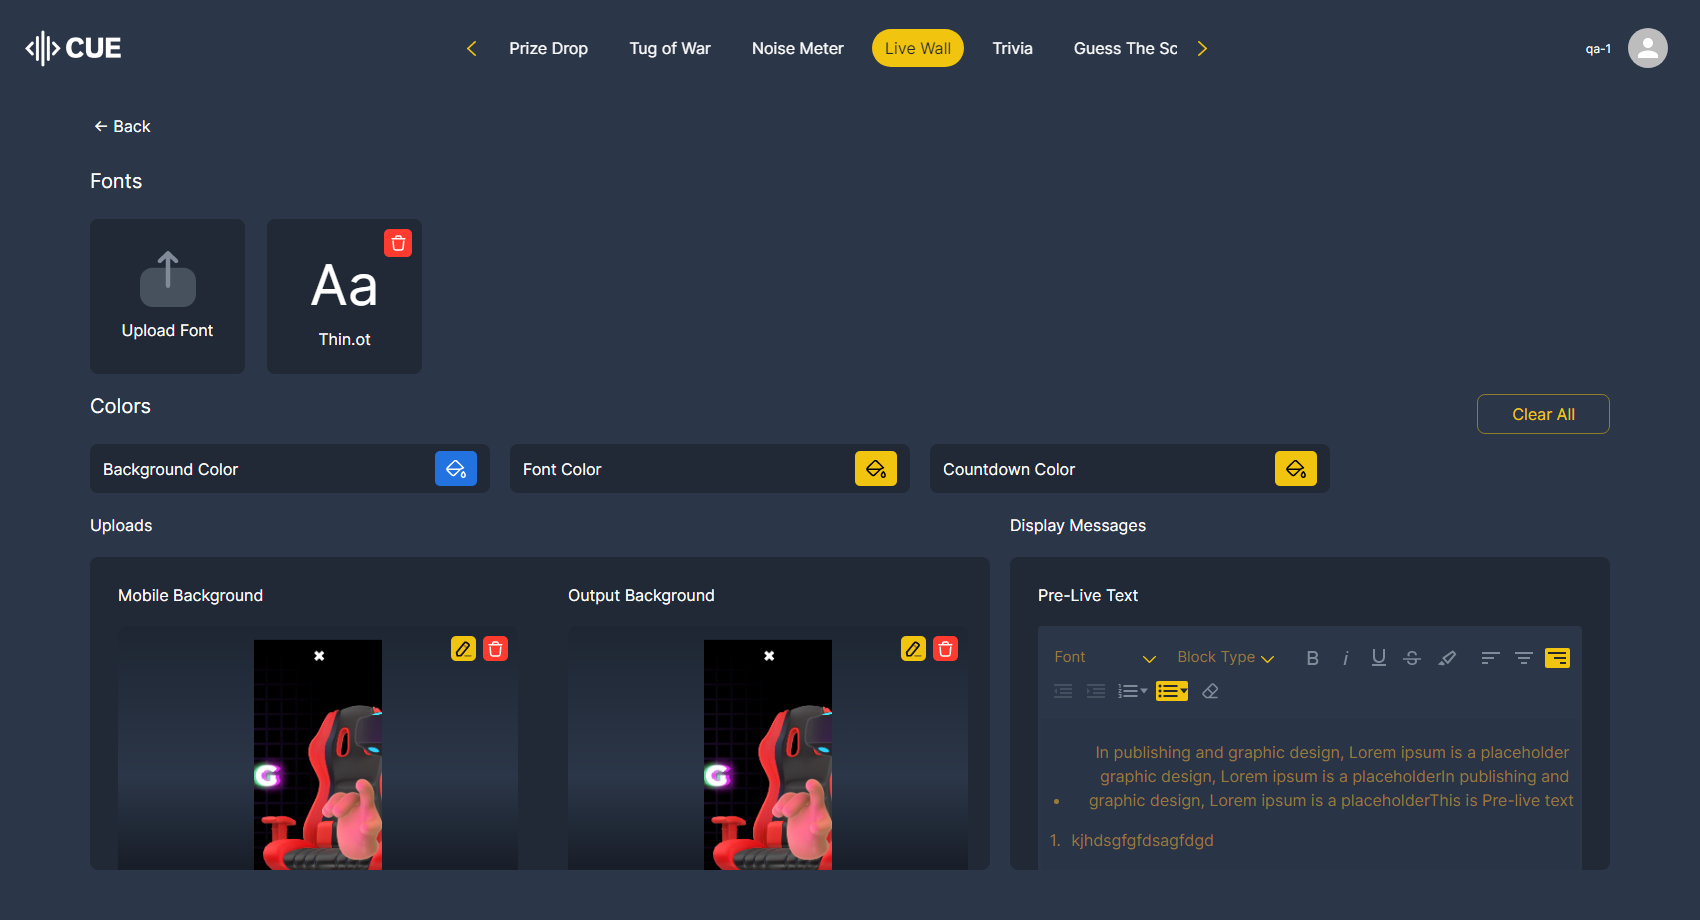 CUE
Prize Drop
Tug of War
Noise Meter
Live Wall
Trivia
Guess The Sc
qa-1
Back
Fonts
Upload Font
Aa
Thin.ot
Colors
Clear All
Background Color
Font Color
Countdown Color
Uploads
Display Messages
Mobile Background
Output Background
G
G
Pre-Live Text
Font
Block Type
B
i
U
S
In publishing and graphic design, Lorem ipsum is a placeholder
graphic design, Lorem ipsum is a placeholderIn publishing and
• graphic design, Lorem ipsum is a placeholderThis is Pre-live text
1. kjhdsgfgfdsagfdgd